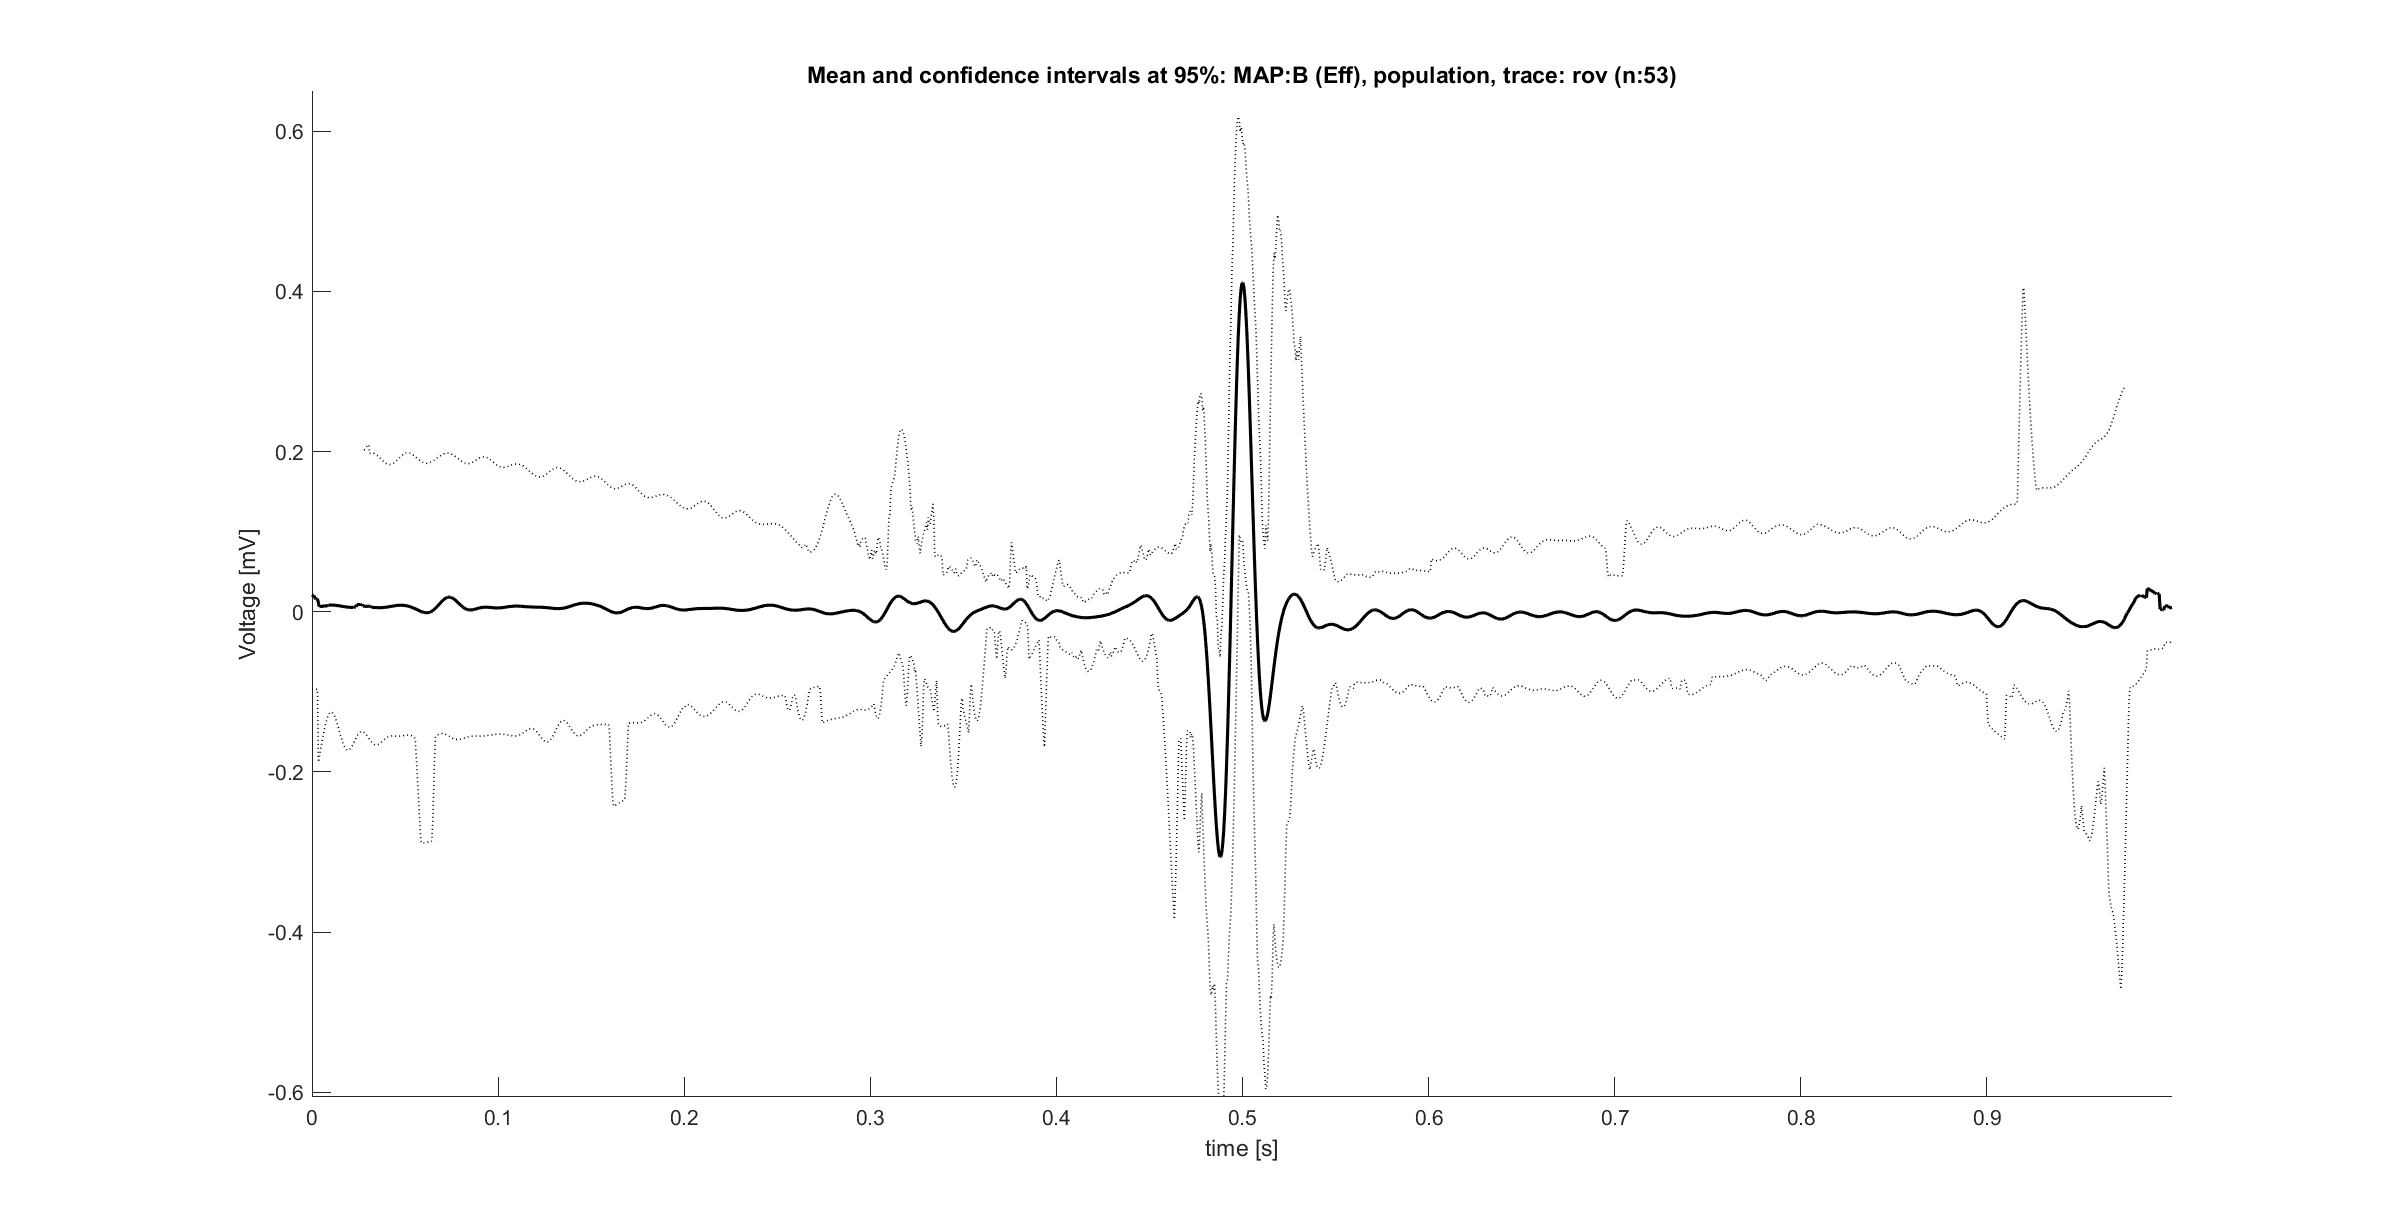 Mean and confidence intervals at 95%: MAP:B (Eff), population, trace: rov (n:53)
Voltage [mV]
0.6
0.4
0.2
0
-0.2
-0.4
-0.6
0 0.1 0.2 0.3 0.4 0.5 0.6 0.7 0.8 0.9
time [s]